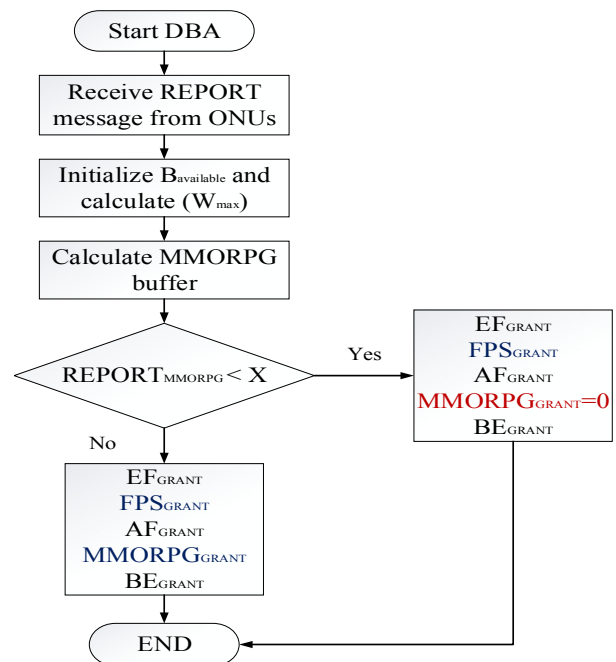 Start DBA
Receive REPORT
message from ONUs
Initialize Bavailable and
calculate (Wmax)
Calculate MMORPG
buffer
REPORTMMORPG < X
Yes
EFGRANT
FPSGRANT
AFGRANT
MMORPGGRANT=0
BEGRANT
No
EFGRANT
FPSGRANT
AFGRANT
MMORPGGRANT
BEGRANT
END